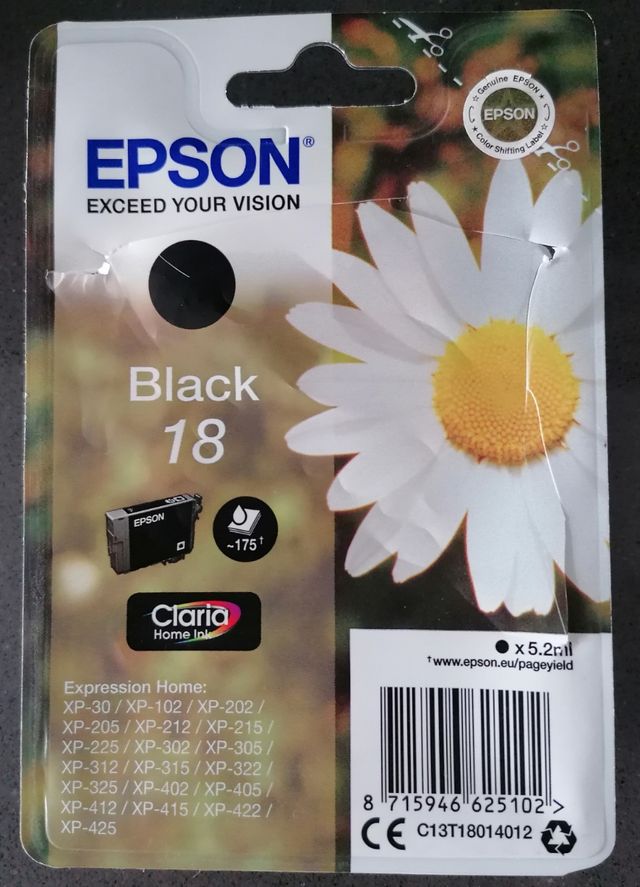 Genuine EPSON
EPSON
Color Shifting Label
EPSON®
EXCEED YOUR VISION
Black
18
EPSON
~175†
Claria
Home Ink
x 5.2ml
†www.epson.eu/pageyield
Expression Home:
XP-30 / XP-102 / XP-202 /
XP-205 / XP-212 / XP-215 /
XP-225 / XP-302 / XP-305 /
XP-312 / XP-315 / XP-322 /
XP-325 / XP-402 / XP-405 /
XP-412 / XP-415 / XP-422 /
XP-425
8 715946 625102 >
CE C13T18014012